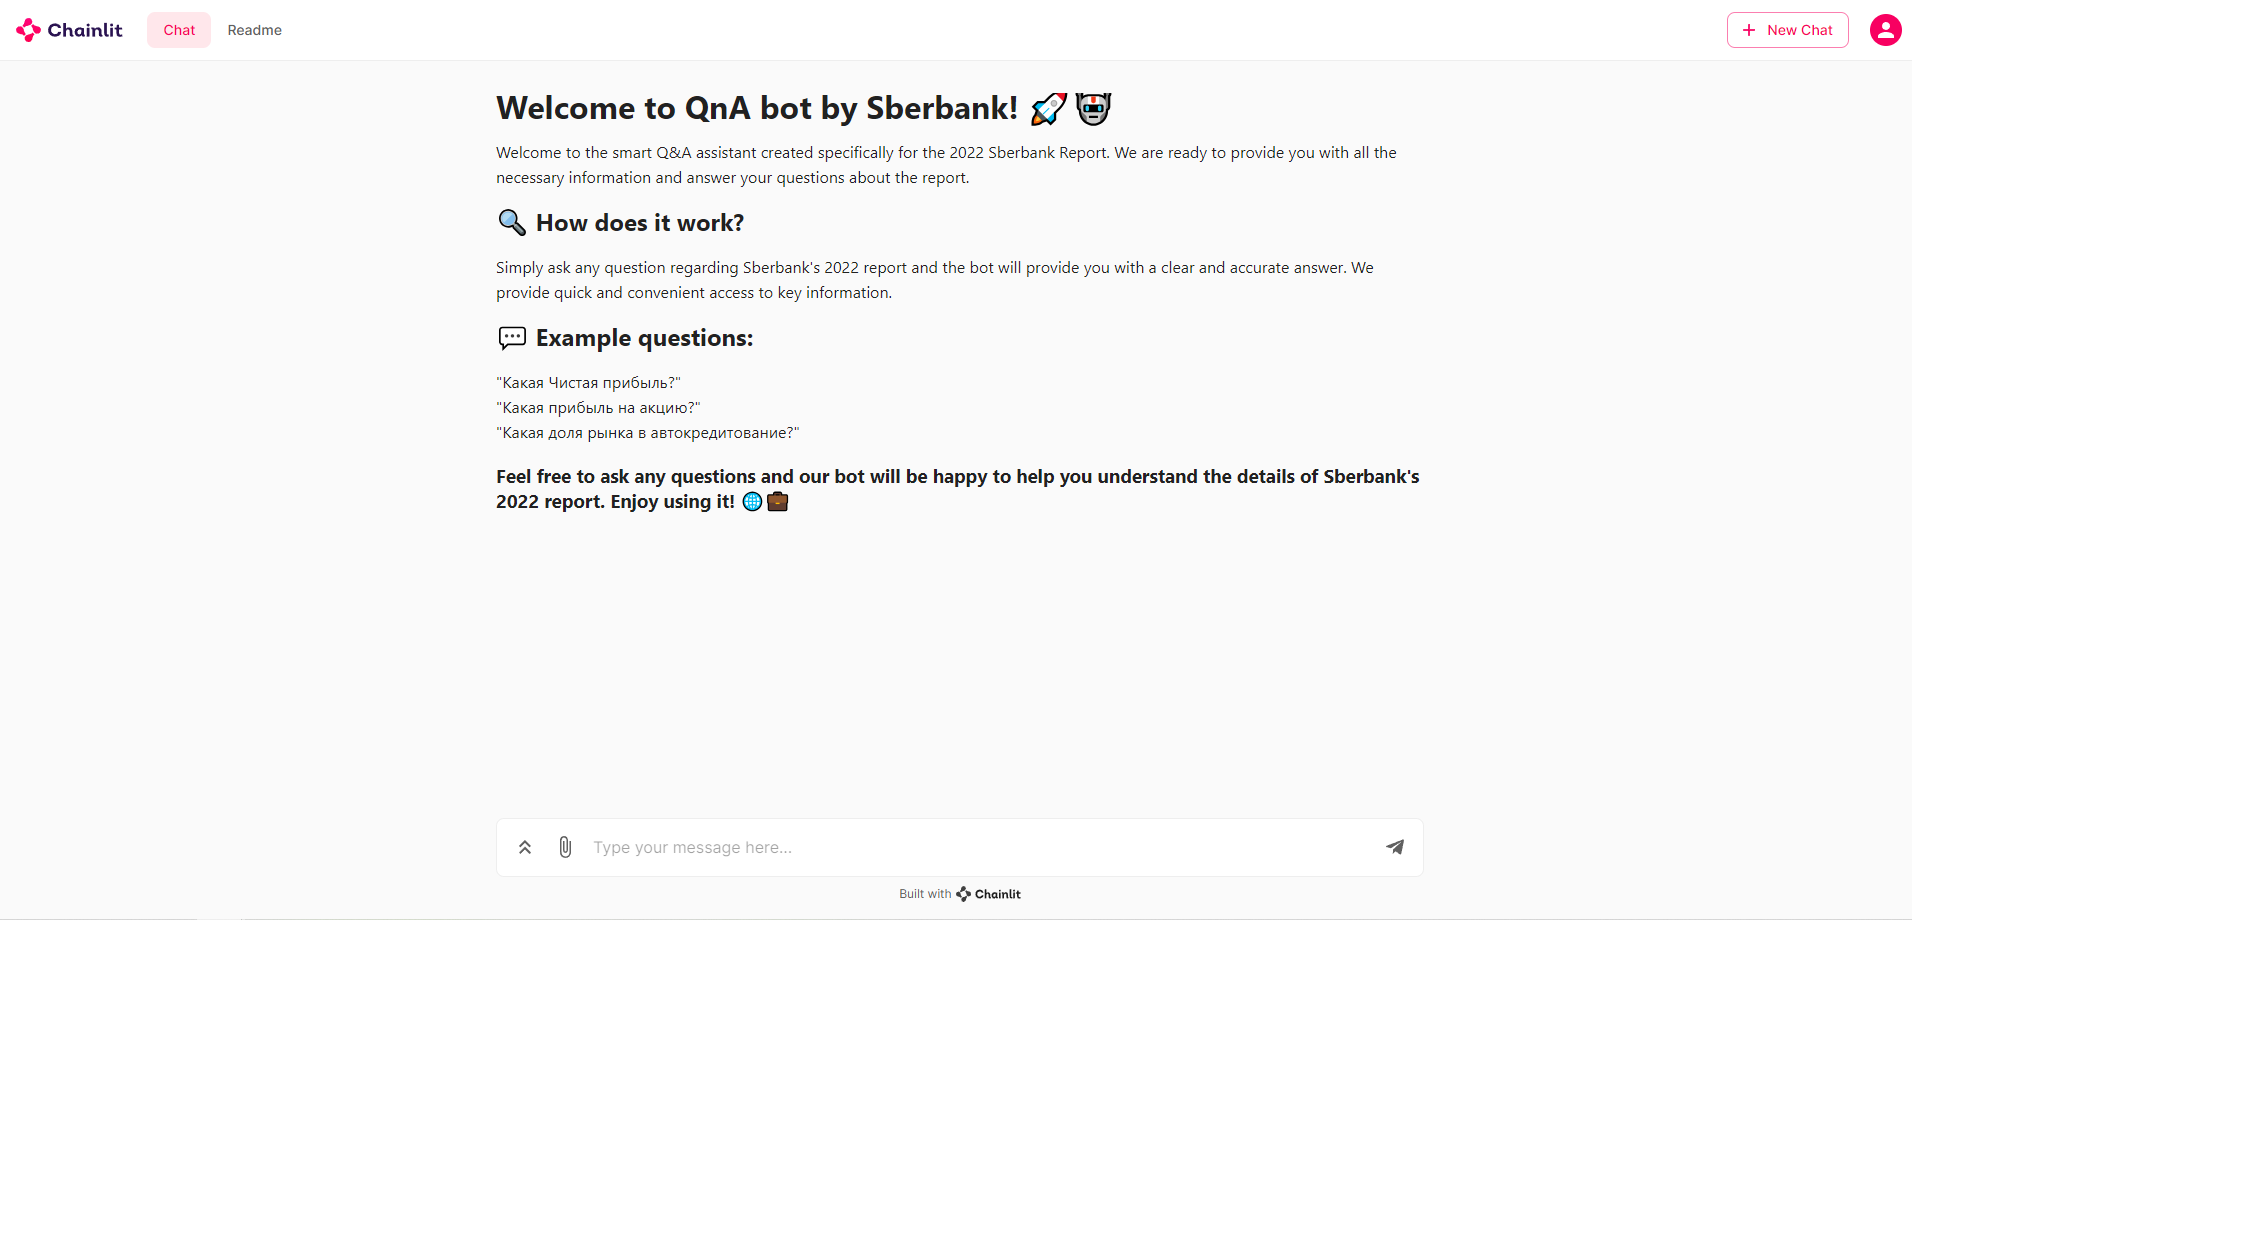 Chainlit Chat Readme New Chat
Welcome to QnA bot by Sberbank!
Welcome to the smart Q&A assistant created specifically for the 2022 Sberbank Report. We are ready to provide you with all the
necessary information and answer your questions about the report.
How does it work?
Simply ask any question regarding Sberbank's 2022 report and the bot will provide you with a clear and accurate answer. We
provide quick and convenient access to key information.
Example questions:
"Какая Чистая прибыль?"
"Какая прибыль на акцию?"
"Какая доля рынка в автокредитование?"
Feel free to ask any questions and our bot will be happy to help you understand the details of Sberbank's
2022 report. Enjoy using it!
Type your message here...
Built with Chainlit